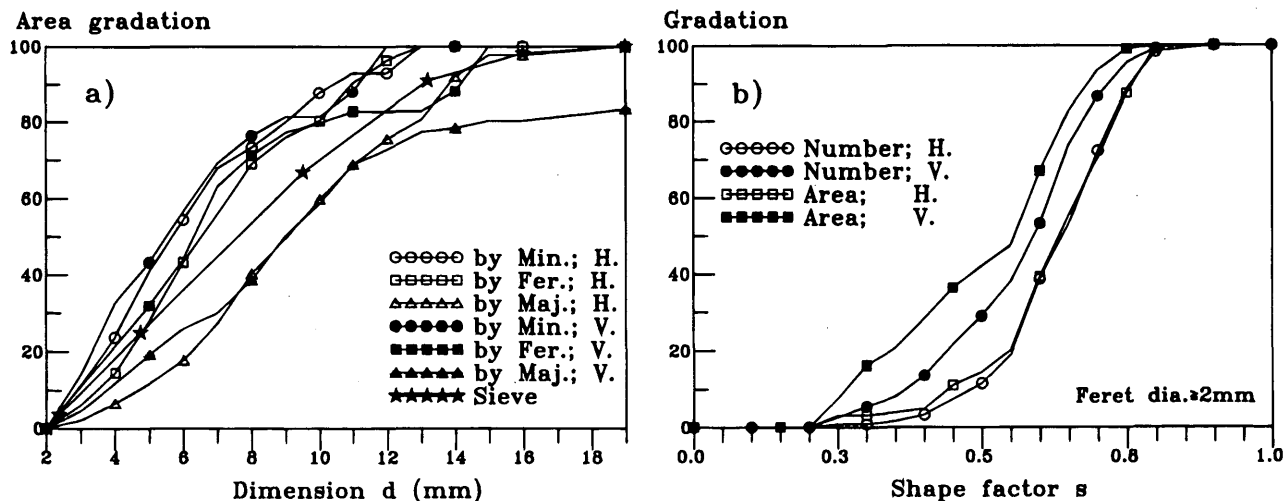 Area gradation
100
80
60
40
20
0
a)
by Min.; H.
by Fer.; H.
by Maj.; H.
by Min.; V.
by Fer.; V.
by Maj.; V.
Sieve
2 4 6 8 10 12 14 16 18
Dimension d (mm)
Gradation
100
80
60
40
20
0
b)
Number; H.
Number; V.
Area; H.
Area; V.
Feret dia.≥2mm
0.0 0.3 0.5 0.8 1.0
Shape factor s